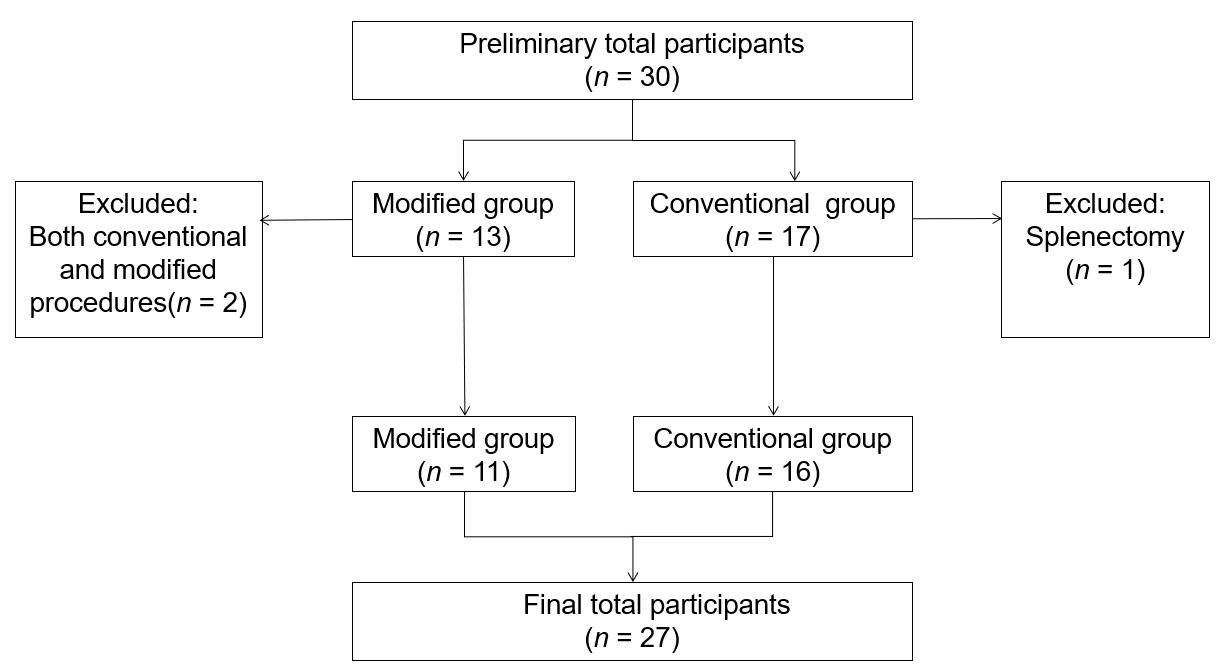 Preliminary total participants
(n = 30)
Excluded:
Both conventional
and modified
procedures(n = 2)
Modified group
(n = 13)
Conventional  group
(n = 17)
Excluded:
Splenectomy
(n = 1)
Modified group
(n = 11)
Conventional group
(n = 16)
Final total participants
(n = 27)